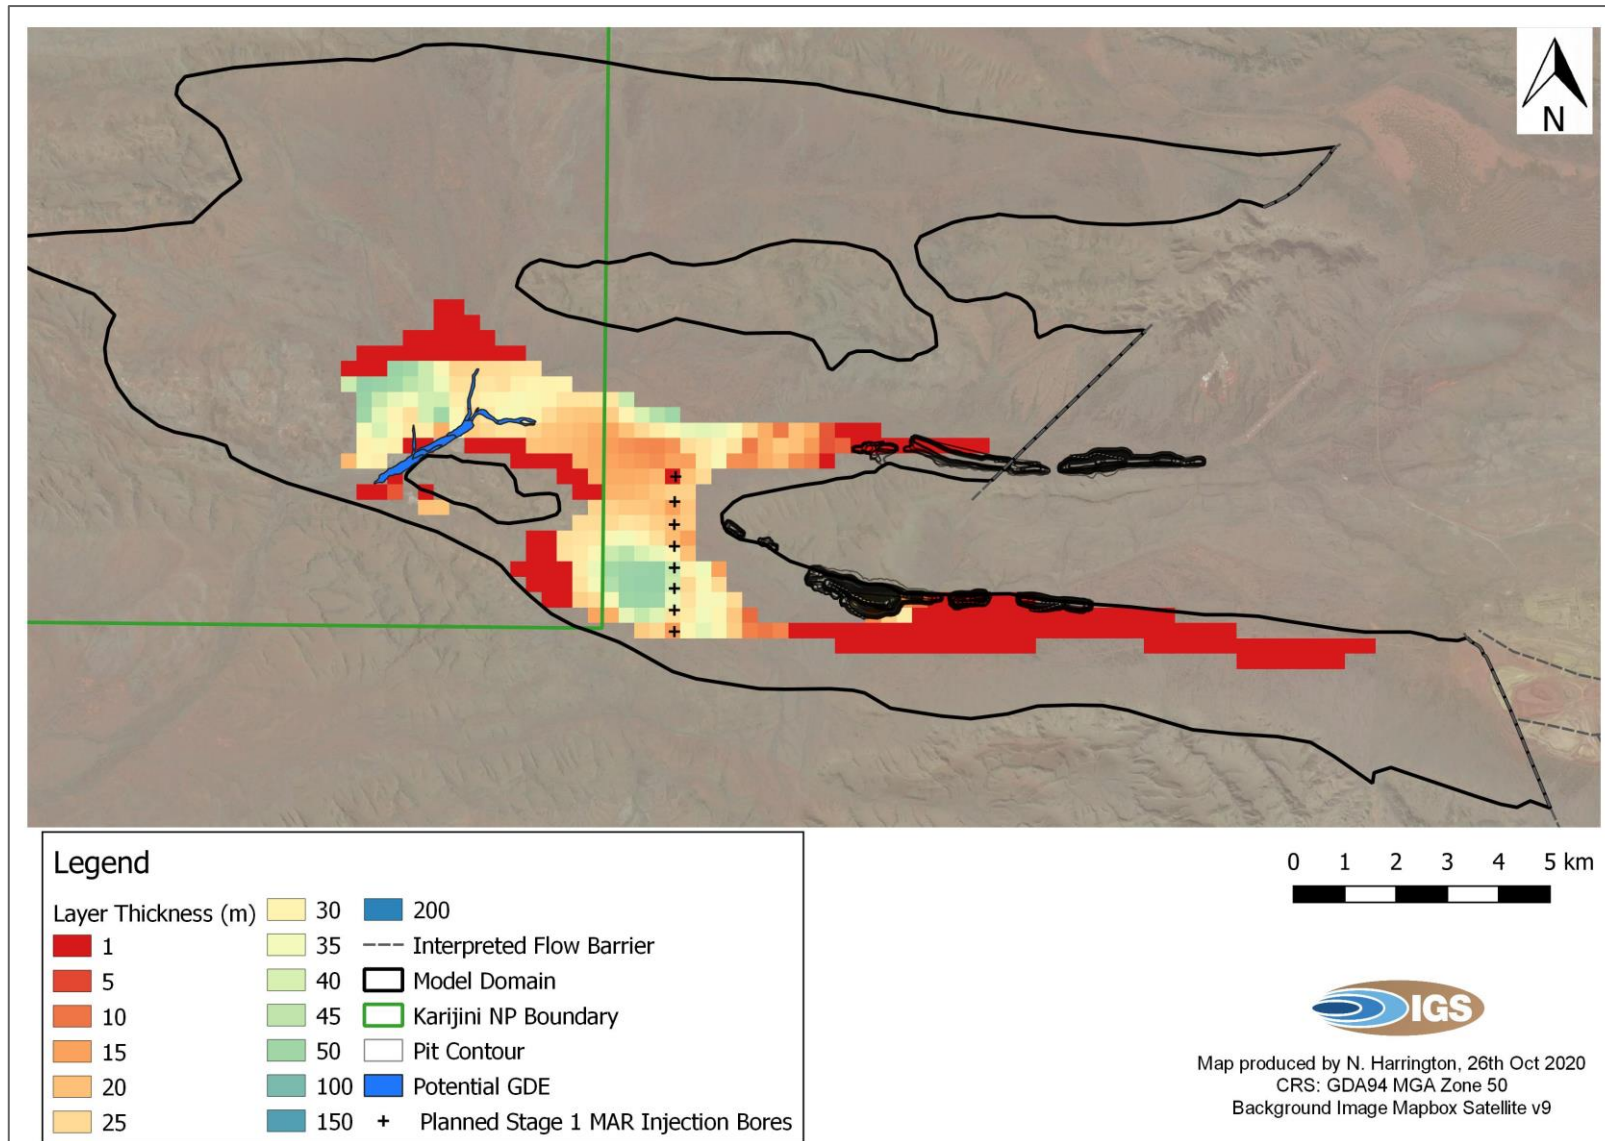 N
Legend
Layer Thickness (m)
1
5
10
15
20
25
30
35
40
45
50
100
150
200
Interpreted Flow Barrier
Model Domain
Karijini NP Boundary
Pit Contour
Potential GDE
Planned Stage 1 MAR Injection Bores
0 1 2 3 4 5 km
IGS
Map produced by N. Harrington, 26th Oct 2020
CRS: GDA94 MGA Zone 50
Background Image Mapbox Satellite v9